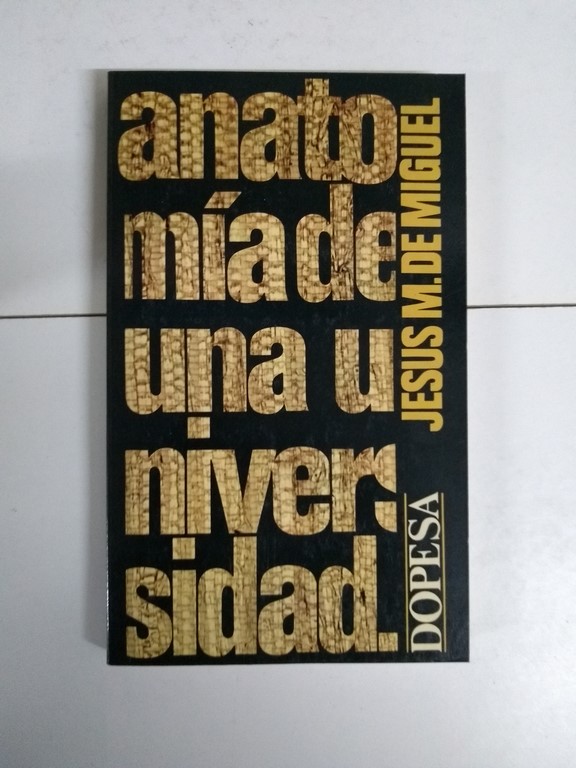 anato
mía de
una u
niver.
sidad.
JESUS M. DE MIGUEL
DOPESA